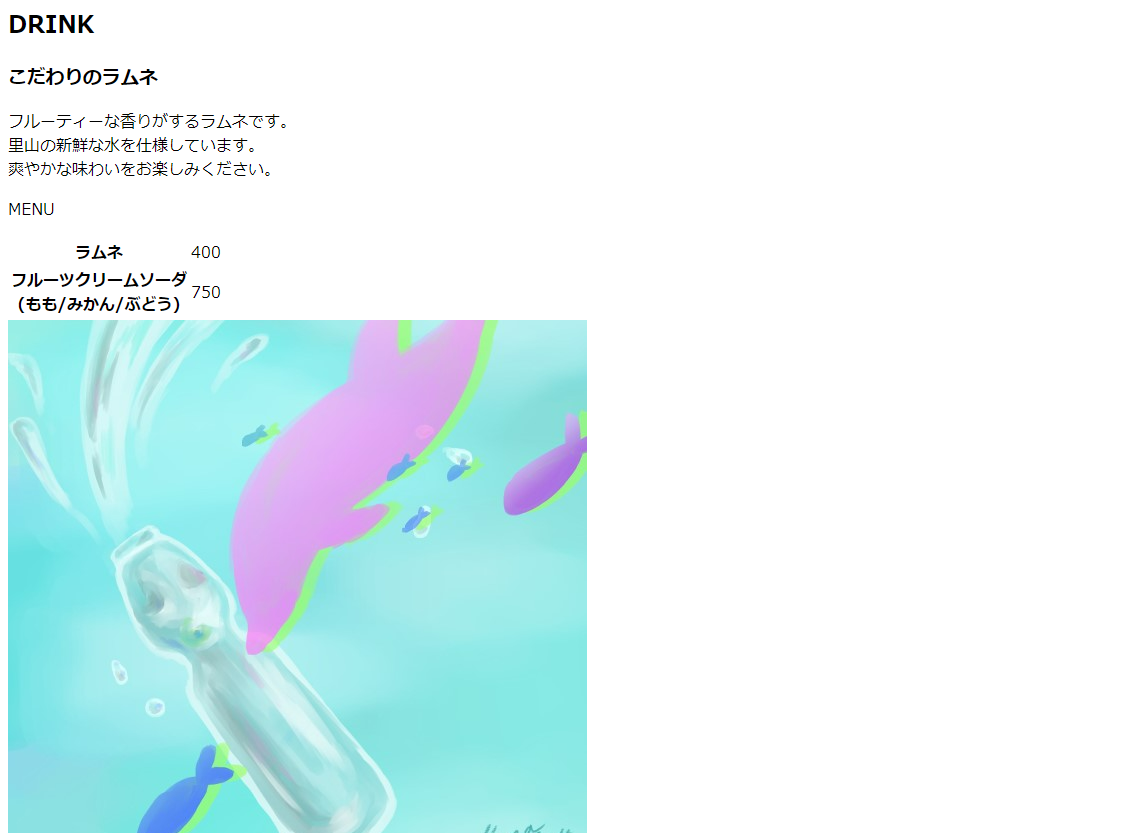 DRINK
こだわりのラムネ
フルーティーな香りがするラムネです。
里山の新鮮な水を仕様しています。
爽やかな味わいをお楽しみください。
MENU
ラムネ 400
フルーツクリームソーダ
（もも/みかん/ぶどう） 750